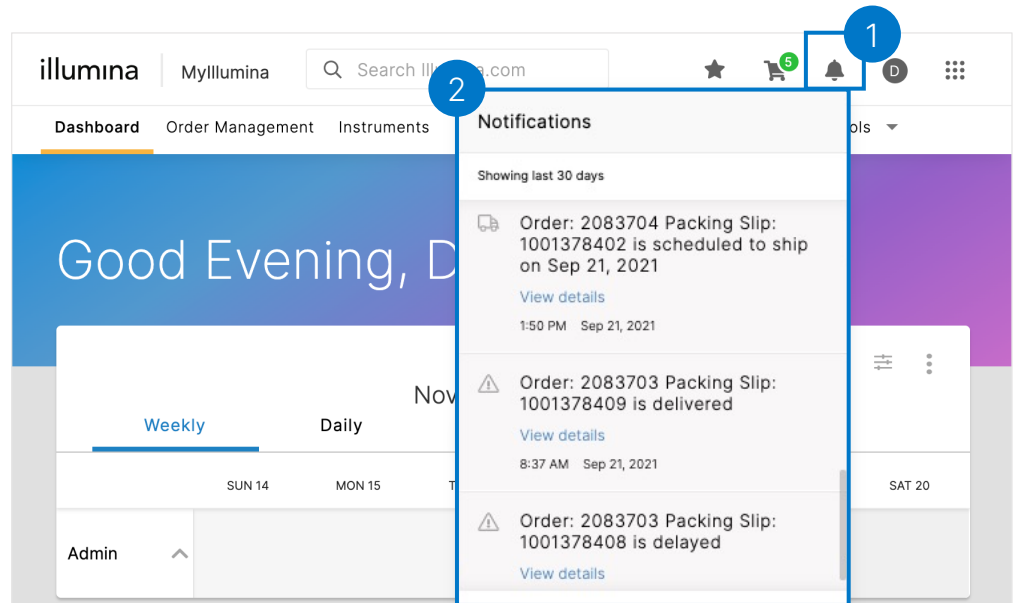 1
illumına
MyIllumina
Search Ill a.com
5
D
2
Dashboard
Order Management
Instruments
ols
Notifications
Showing last 30 days
Good Evening, D
Order: 2083704 Packing Slip:
1001378402 is scheduled to ship
on Sep 21, 2021
View details
1:50 PM Sep 21, 2021
Order: 2083703 Packing Slip:
1001378409 is delivered
View details
8:37 AM Sep 21, 2021
Order: 2083703 Packing Slip:
1001378408 is delayed
View details
Nov
Weekly
Daily
SUN 14
MON 15
T
SAT 20
Admin